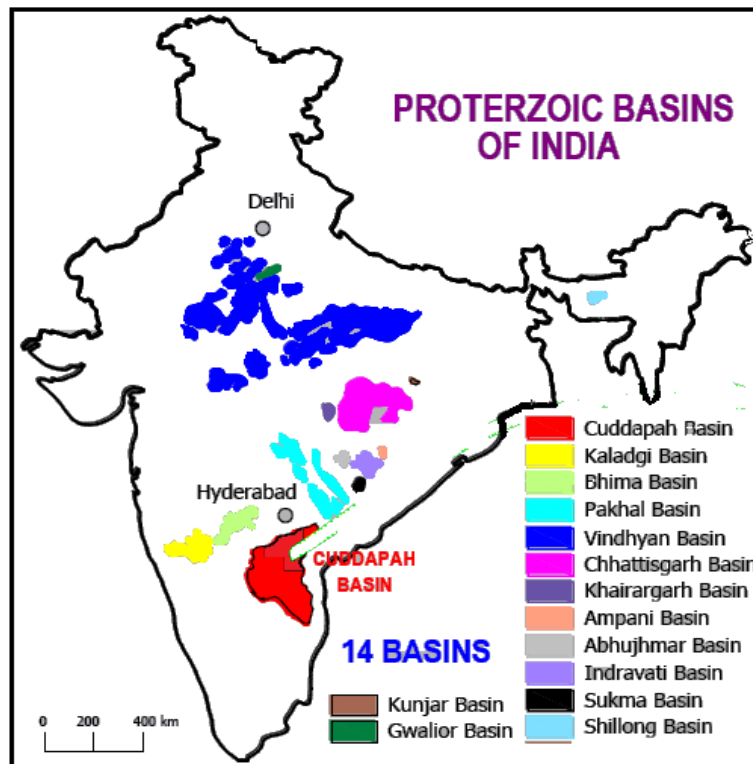 PROTERZOIC BASINS
OF INDIA
Delhi
Hyderabad
CUDDAPAH
BASIN
14 BASINS
Cuddapah Basin
Kaladgi Basin
Bhima Basin
Pakhal Basin
Vindhyan Basin
Chhattisgarh Basin
Khairargarh Basin
Ampani Basin
Abhujhmar Basin
Indravati Basin
Sukma Basin
Shillong Basin
Kunjar Basin
Gwalior Basin
0 200 400 km